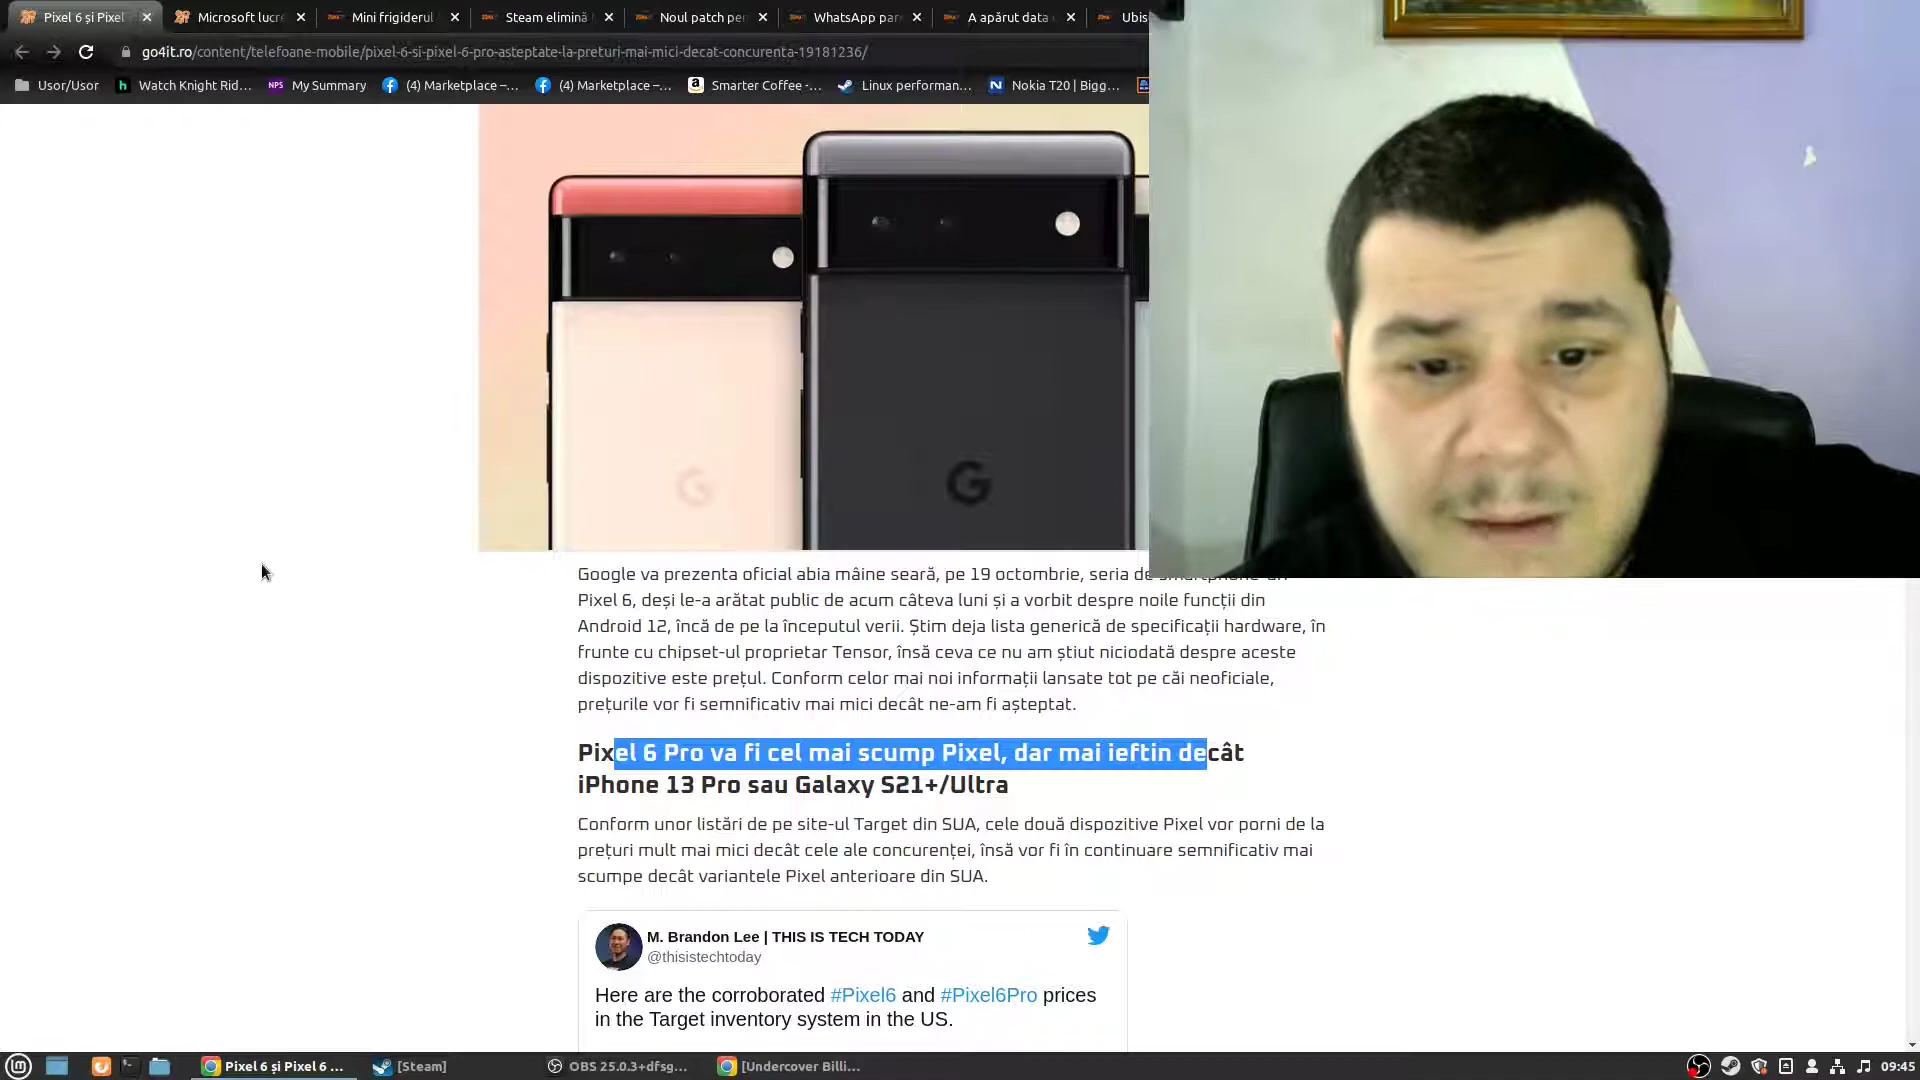 Pixel 6 și Pixel
Microsoft lucre
Mini frigiderul
Steam elimină
Noul patch pe
WhatsApp par
A apărut data
Ubis
go4it.ro/content/telefoane-mobile/pixel-6-si-pixel-6-pro-asteptate-la-preturi-mai-mici-decat-concurenta-19181236/
Usor/Usor
Watch Knight Rid...
NPS My Summary
(4) Marketplace –...
(4) Marketplace –...
Smarter Coffee -...
Linux performan...
Nokia T20 | Bigg...
Google va prezenta oficial abia mâine seară, pe 19 octombrie, seria de
Pixel 6, deși le-a arătat public de acum câteva luni și a vorbit despre noile funcții din
Android 12, încă de pe la începutul verii. Știm deja lista generică de specificații hardware, în
frunte cu chipset-ul proprietar Tensor, însă ceva ce nu am știut niciodată despre aceste
dispozitive este prețul. Conform celor mai noi informații lansate tot pe căi neoficiale,
prețurile vor fi semnificativ mai mici decât ne-am fi așteptat.
Pixel 6 Pro va fi cel mai scump Pixel, dar mai ieftin decât
iPhone 13 Pro sau Galaxy S21+/Ultra
Conform unor listări de pe site-ul Target din SUA, cele două dispozitive Pixel vor porni de la
prețuri mult mai mici decât cele ale concurenței, însă vor fi în continuare semnificativ mai
scumpe decât variantele Pixel anterioare din SUA.
M. Brandon Lee | THIS IS TECH TODAY
@thisistechtoday
Here are the corroborated #Pixel6 and #Pixel6Pro prices
in the Target inventory system in the US.
Pixel 6 și Pixel 6 ...
[Steam]
OBS 25.0.3+dfsg...
[Undercover Billi...
09:45